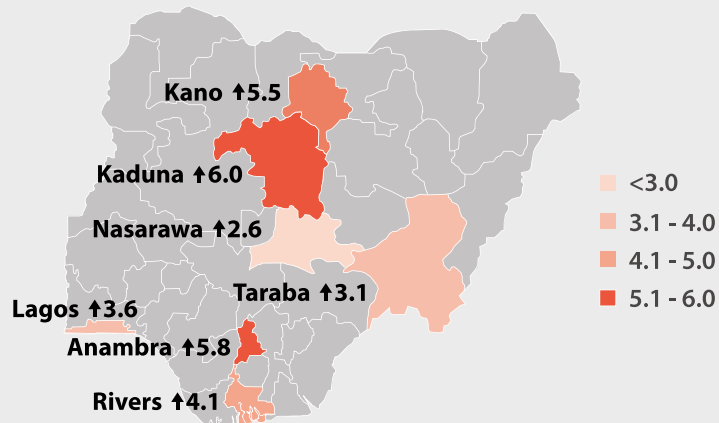 Kano ↑5.5
Kaduna ↑6.0
Nasarawa ↑2.6
Taraba ↑3.1
Lagos ↑3.6
Anambra ↑5.8
Rivers ↑4.1
<3.0
3.1 - 4.0
4.1 - 5.0
5.1 - 6.0